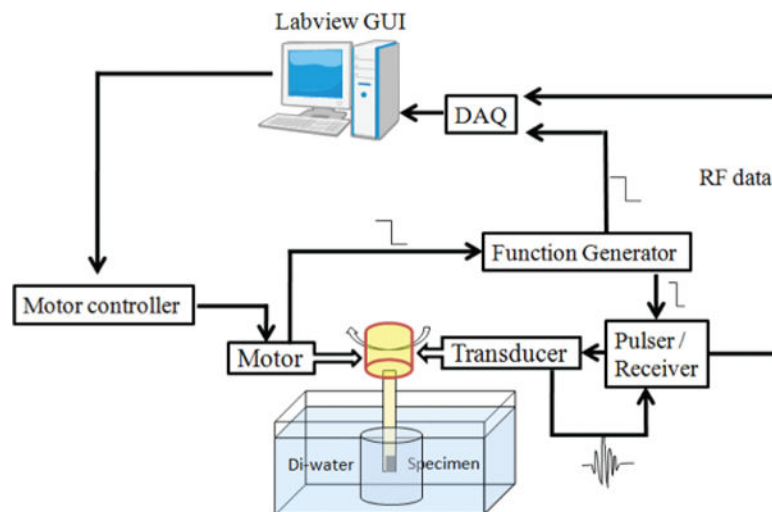 Labview GUI
DAQ
RF data
Function Generator
Motor controller
Motor
Transducer
Pulser /
Receiver
Di-water
Specimen